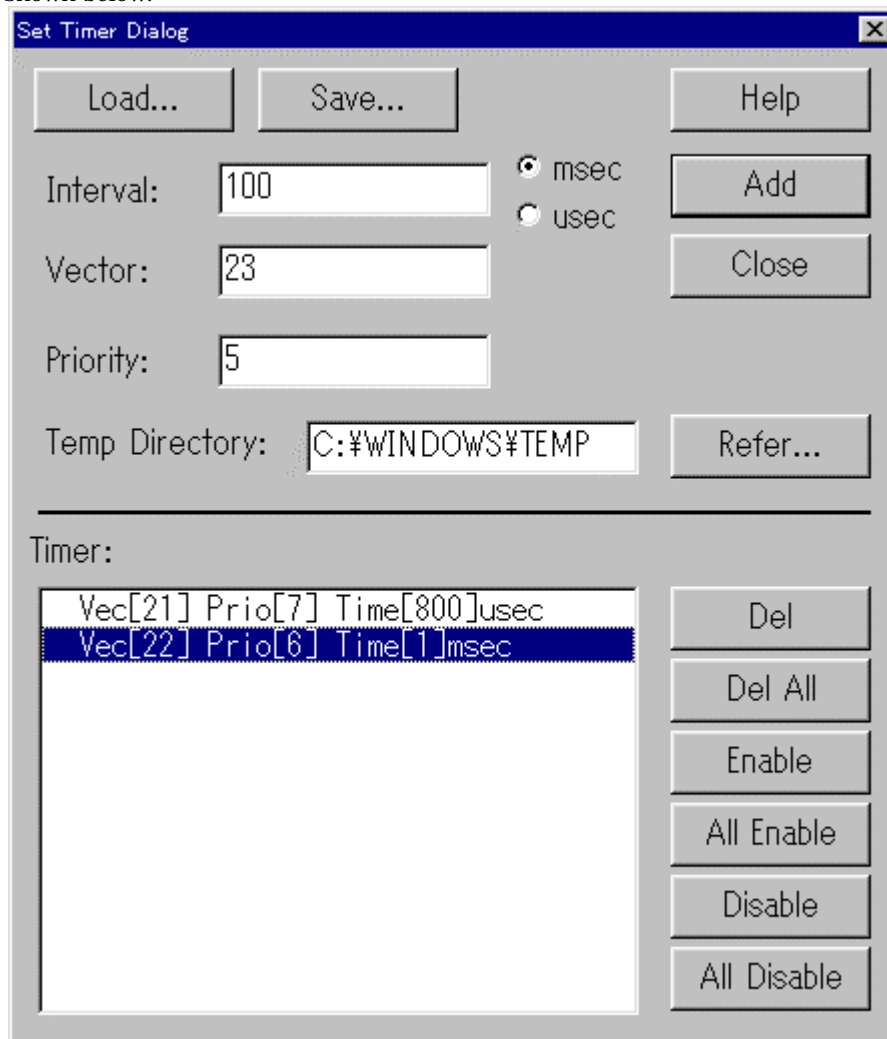 Set Timer Dialog
Load... Save... Help
Interval: 100 msec Add
usec
Vector: 23 Close
Priority: 5
Temp Directory: C:¥WINDOWS¥TEMP Refer...
Timer:
Vec[21] Prio[7] Time[800]usec Del
Vec[22] Prio[6] Time[1]msec
Del All
Enable
All Enable
Disable
All Disable